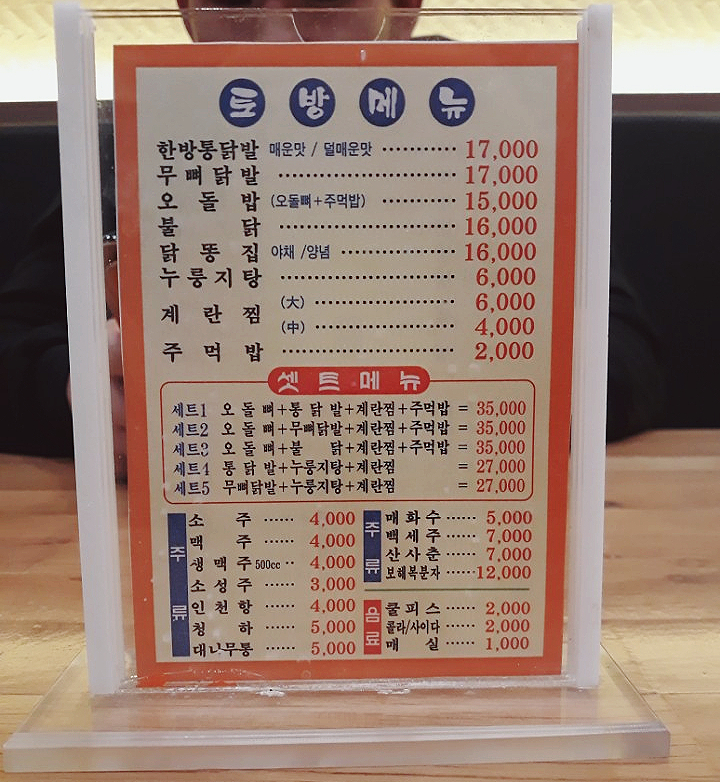 토방메뉴
한방통닭발 매운맛 / 덜매운맛 ·········· 17,000
무뼈닭발 ·········· 17,000
오돌밥 (오돌뼈+주먹밥) ·········· 15,000
불닭 ·········· 16,000
닭똥집 야채 /양념 ·········· 16,000
누룽지탕 ·········· 6,000
계란찜 (大) ·········· 6,000
(中) ·········· 4,000
주먹밥 ·········· 2,000
셋트메뉴
세트1 오돌뼈+통닭발+계란찜+주먹밥 = 35,000
세트2 오돌뼈+무뼈닭발+계란찜+주먹밥 = 35,000
세트3 오돌뼈+불닭+계란찜+주먹밥 = 35,000
세트4 통닭발+누룽지탕+계란찜 = 27,000
세트5 무뼈닭발+누룽지탕+계란찜 = 27,000
주류
소주 ······ 4,000
맥주 ······ 4,000
생맥주 500cc ·· 4,000
소성주 ······ 3,000
인천항 ······ 4,000
청하 ······ 5,000
대나무통 ······ 5,000
주류
매화수 ······ 5,000
백세주 ······ 7,000
산사춘 ······ 7,000
보해복분자 ······ 12,000
음료
쿨피스 ······ 2,000
콜라/사이다 ······ 2,000
매실 ······ 1,000